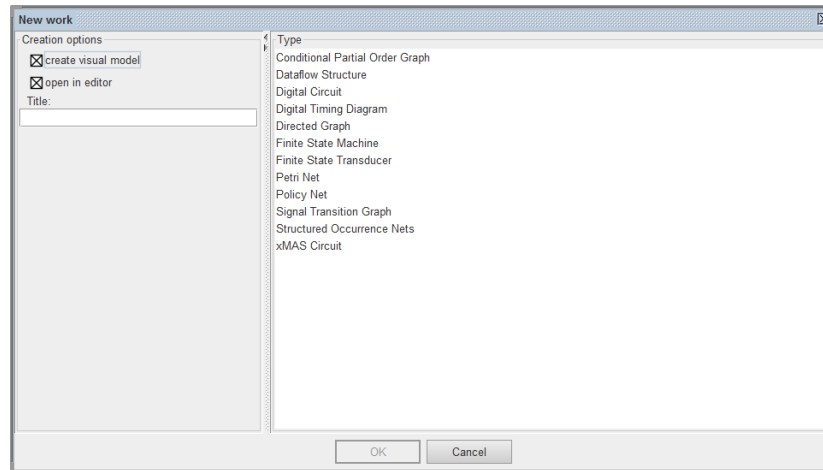 New work
Creation options
create visual model
open in editor
Title:
Type
Conditional Partial Order Graph
Dataflow Structure
Digital Circuit
Digital Timing Diagram
Directed Graph
Finite State Machine
Finite State Transducer
Petri Net
Policy Net
Signal Transition Graph
Structured Occurrence Nets
xMAS Circuit
OK
Cancel